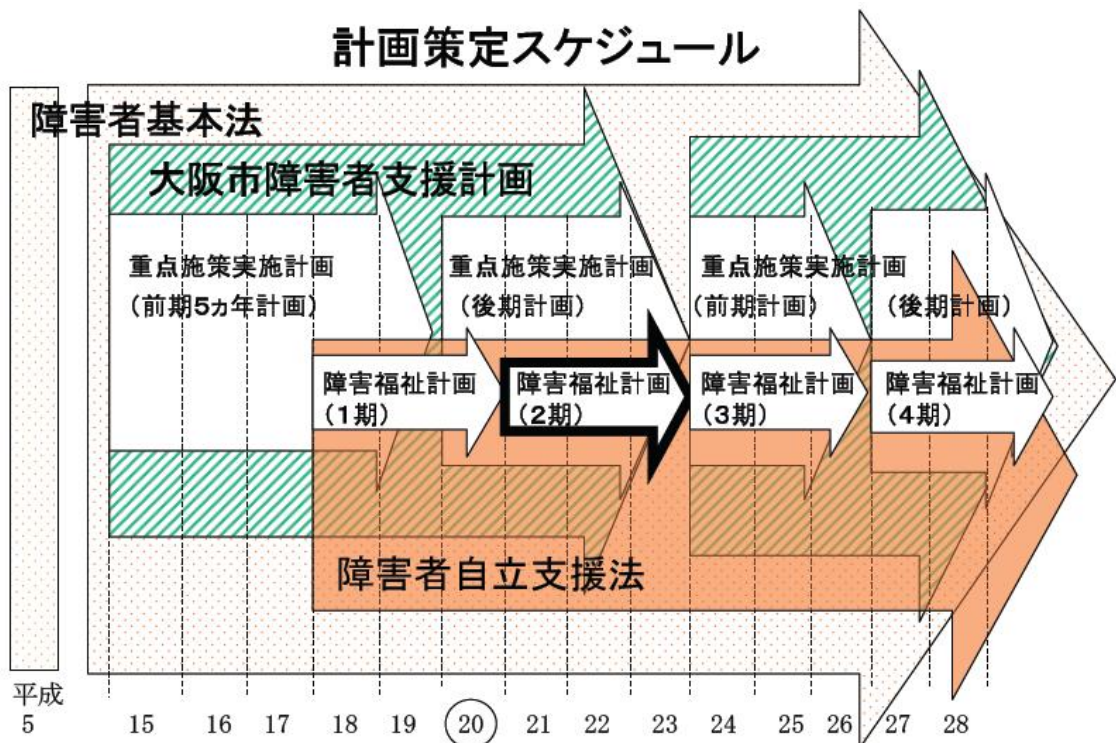 計画策定スケジュール
障害者基本法
大阪市障害者支援計画
重点施策実施計画
(前期5ヵ年計画)
重点施策実施計画
(後期計画)
重点施策実施計画
(前期計画)
(後期計画)
障害福祉計画
(1期)
障害福祉計画
(2期)
障害福祉計画
(3期)
障害福祉計画
(4期)
障害者自立支援法
平成
5 15 16 17 18 19 20 21 22 23 24 25 26 27 28